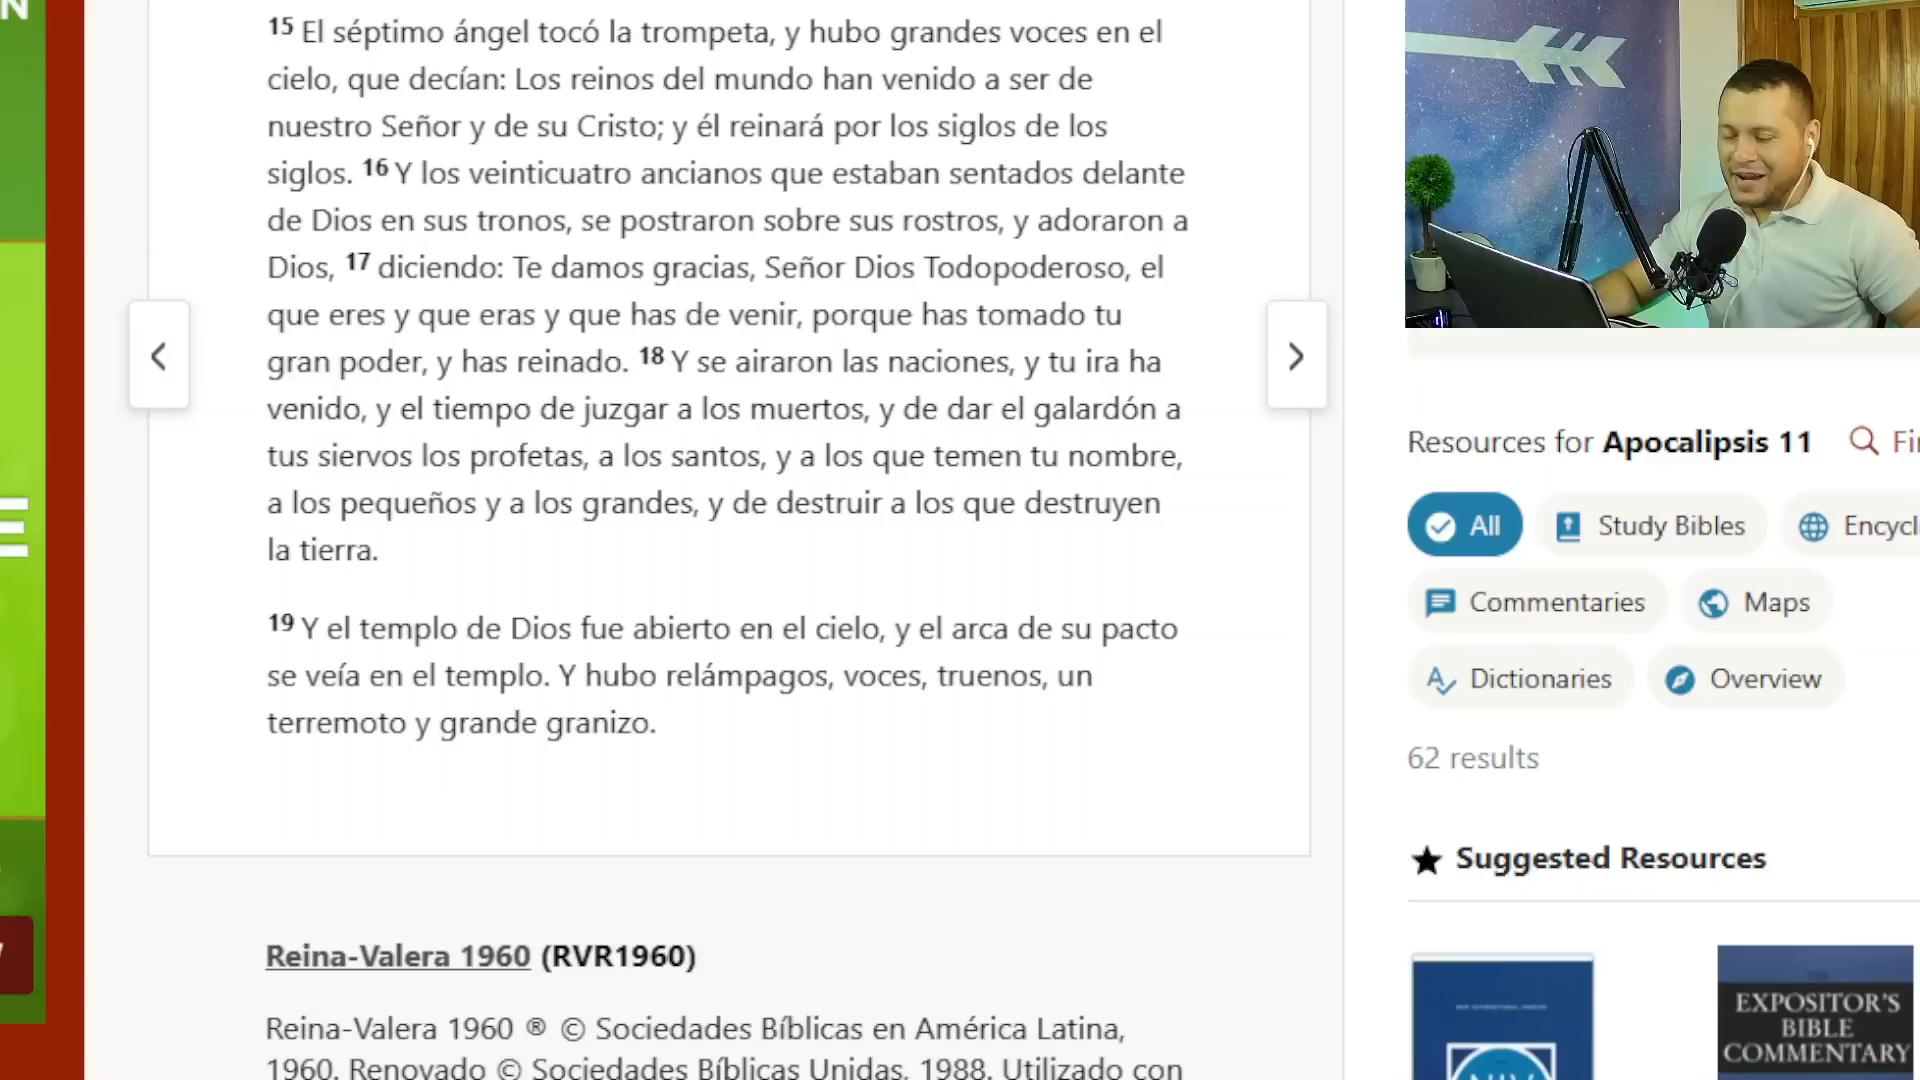 N
15 El séptimo ángel tocó la trompeta, y hubo grandes voces en el
cielo, que decían: Los reinos del mundo han venido a ser de
nuestro Señor y de su Cristo; y él reinará por los siglos de los
siglos. 16 Y los veinticuatro ancianos que estaban sentados delante
de Dios en sus tronos, se postraron sobre sus rostros, y adoraron a
Dios, 17 diciendo: Te damos gracias, Señor Dios Todopoderoso, el
que eres y que eras y que has de venir, porque has tomado tu
gran poder, y has reinado. 18 Y se airaron las naciones, y tu ira ha
venido, y el tiempo de juzgar a los muertos, y de dar el galardón a
tus siervos los profetas, a los santos, y a los que temen tu nombre,
a los pequeños y a los grandes, y de destruir a los que destruyen
la tierra.
19 Y el templo de Dios fue abierto en el cielo, y el arca de su pacto
se veía en el templo. Y hubo relámpagos, voces, truenos, un
terremoto y grande granizo.
E
Reina-Valera 1960 (RVR1960)
Reina-Valera 1960 ® © Sociedades Bíblicas en América Latina,
1960. Renovado © Sociedades Bíblicas Unidas, 1988. Utilizado con
Resources for Apocalipsis 11
Fi
All
Study Bibles
Encycl
Commentaries
Maps
Dictionaries
Overview
62 results
★ Suggested Resources
NIV
EXPOSITOR'S
BIBLE
COMMENTARY